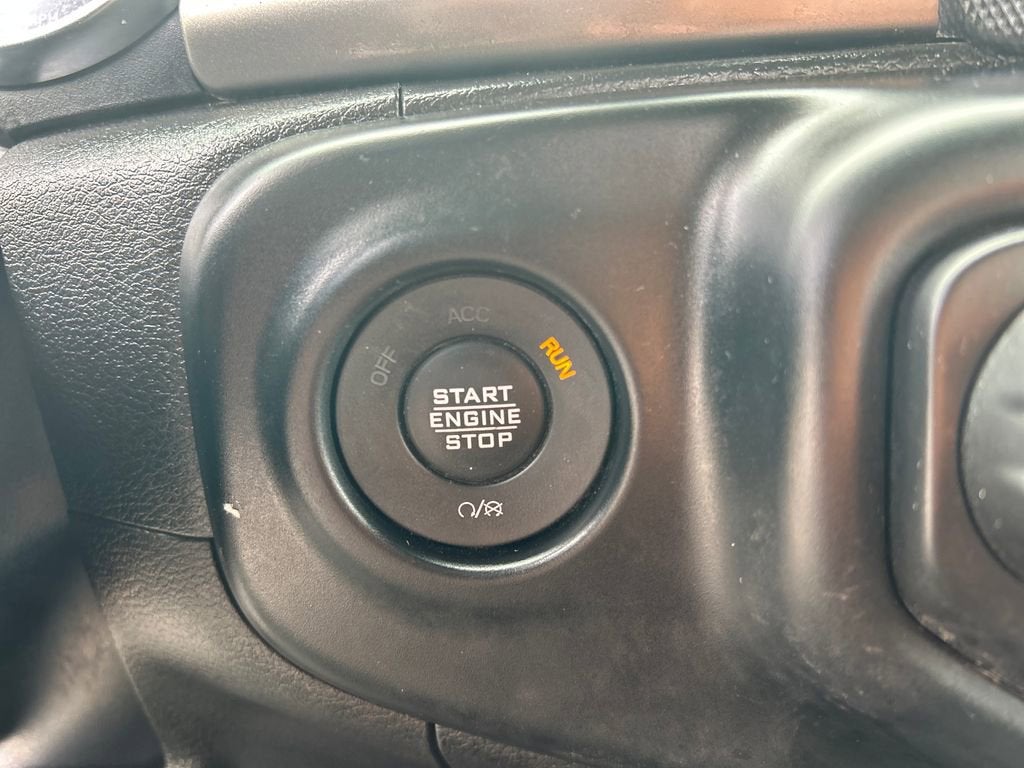 ACC
OFF
RUN
START
ENGINE
STOP